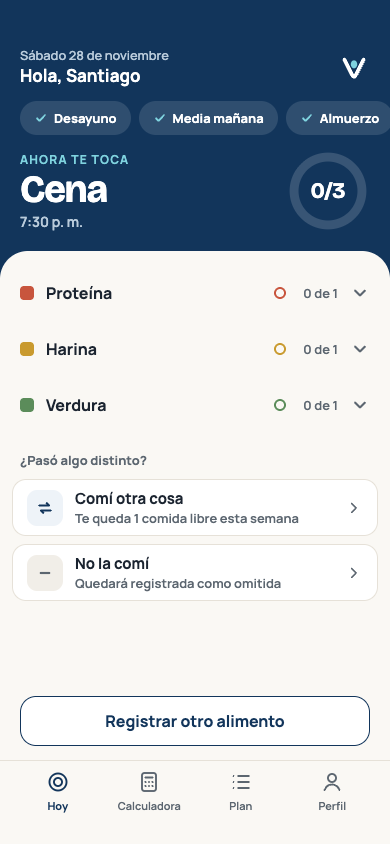 Sábado 28 de noviembre
Hola, Santiago
Desayuno
Media mañana
Almuerzo
AHORA TE TOCA
Cena
7:30 p. m.
0/3
Proteína
0 de 1
Harina
0 de 1
Verdura
0 de 1
¿Pasó algo distinto?
Comí otra cosa
Te queda 1 comida libre esta semana
No la comí
Quedará registrada como omitida
Registrar otro alimento
Hoy
Calculadora
Plan
Perfil